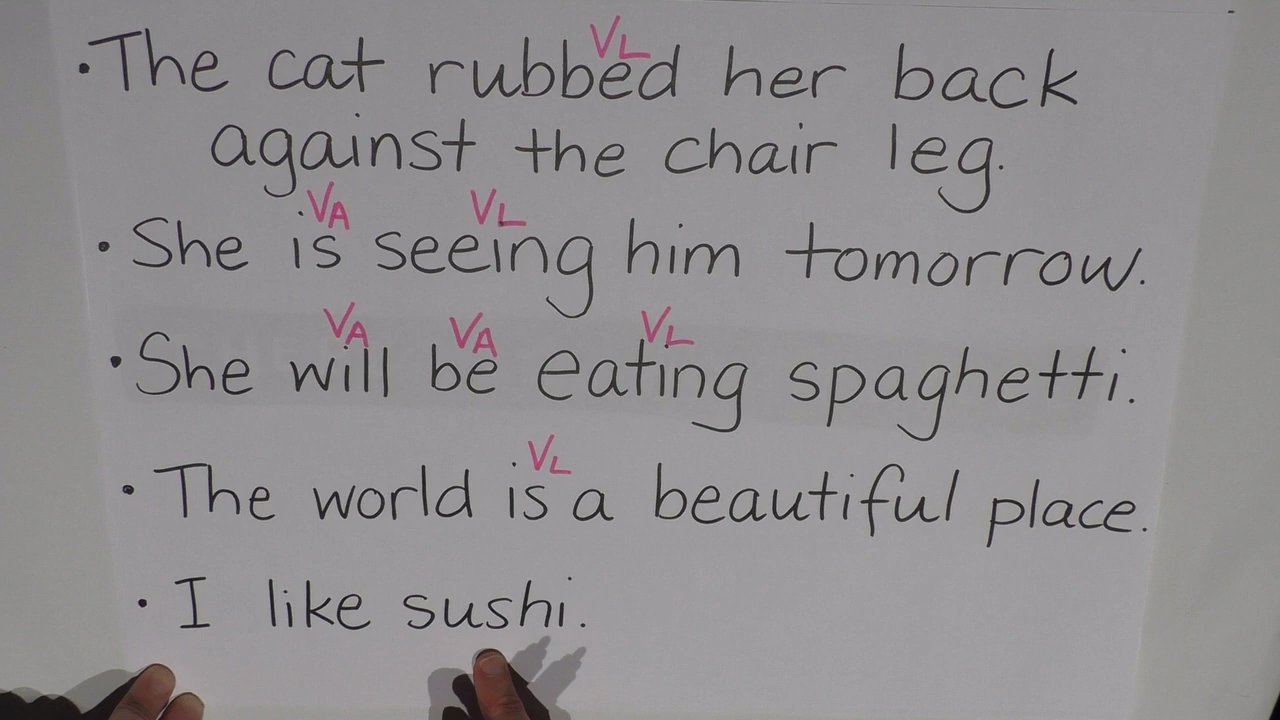 VL
• The cat rubbed her back
against the chair leg.
VA VL
• She is seeing him tomorrow.
VA VA VL
• She will be eating spaghetti.
VL
• The world is a beautiful place.
• I like sushi.